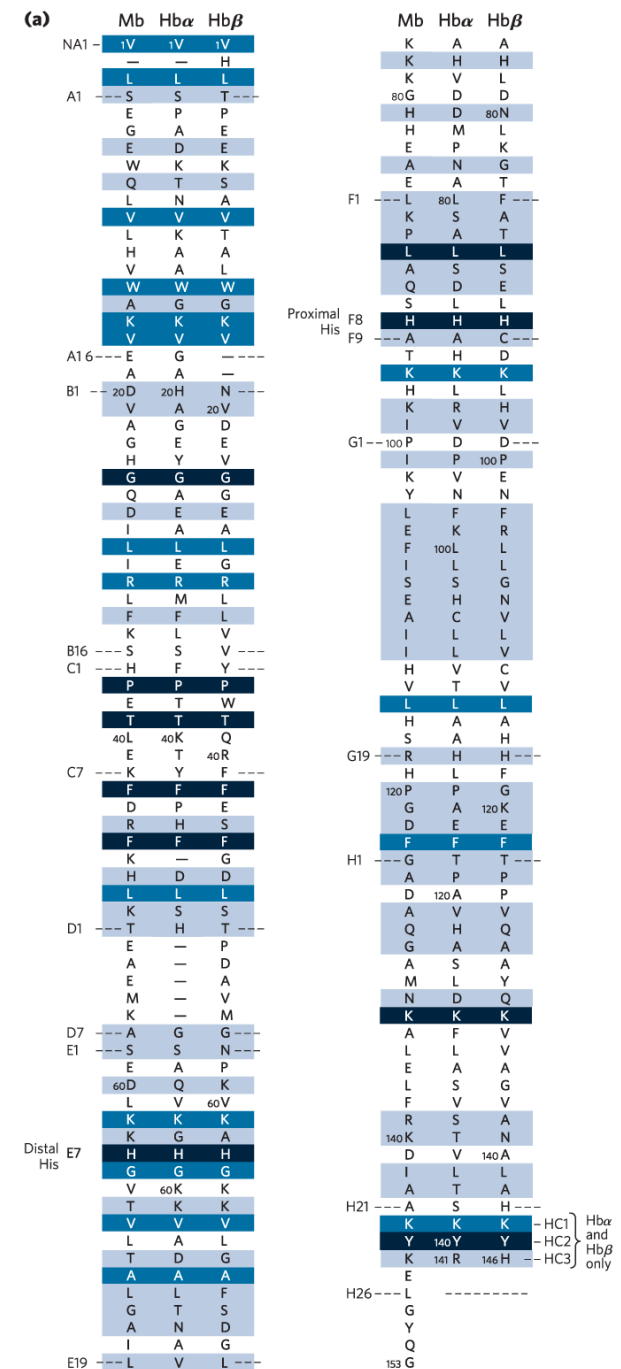 (a) Mb Hbα Hbβ
NA1 – 1V 1V 1V
— — H
L L L
A1 --- S S T ---
E P P
G A E
E D E
W K K
Q T S
L N A
V V V
L K T
H A A
V A L
W W W
A G G
K K K
V V V
A16 -- E G — ---
A A —
B1 --- 20D 20H N ---
V A 20V
A G D
G E E
H Y V
G G G
Q A G
D E E
I A A
L L L
I E G
R R R
L M L
F F L
K L V
B16 --- S S V ---
C1 --- H F Y ---
P P P
E T W
T T T
40L 40K Q
E T 40R
C7 --- K Y F ---
F F F
D P E
R H S
F F F
K — G
H D D
L L L
K S S
D1 --- T H T ---
E — P
A — D
E — A
M — V
K — M
D7 --- A G G ---
E1 --- S S N ---
E A P
60D Q K
L V 60V
K K K
K G A
Distal His E7 H H H
G G G
V 60K K
T K K
V V V
L A L
T D G
A A A
L L F
G T S
A N D
I A G
E19 --- L V L ---
Mb Hbα Hbβ
K A A
K H H
K V L
80G D D
H D 80N
H M L
E P K
A N G
E A T
F1 --- L 80L F ---
K S A
P A T
L L L
A S S
Q D E
S L L
Proximal His F8 H H H
F9 --- A A C ---
T H D
K K K
H L L
K R H
I V V
G1 -- 100P D D ---
I P 100P
K V E
Y N N
L F F
E K R
F 100L L
I L L
S S G
E H N
A C V
I L L
I L V
H V C
V T V
L L L
H A A
S A H
G19 --- R H H ---
H L F
120P P G
G A 120K
D E E
F F F
H1 --- G T T ---
A P P
D 120A P
A V V
Q H Q
G A A
A S A
M L Y
N D Q
K K K
A F V
L L V
E A A
L S G
F V V
R S A
140K T N
D V 140A
I L L
A T A
H21 --- A S H ---
K K K – HC1
Y 140Y Y – HC2
K 141R 146H – HC3
Hbα and Hbβ only
E
H26 --- L ---------
G
Y
Q
153G